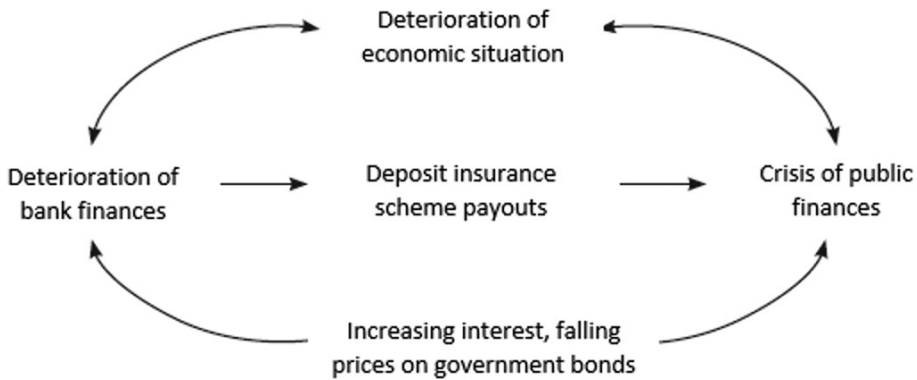 Deterioration of
economic situation
Deterioration of
bank finances
Deposit insurance
scheme payouts
Crisis of public
finances
Increasing interest, falling
prices on government bonds